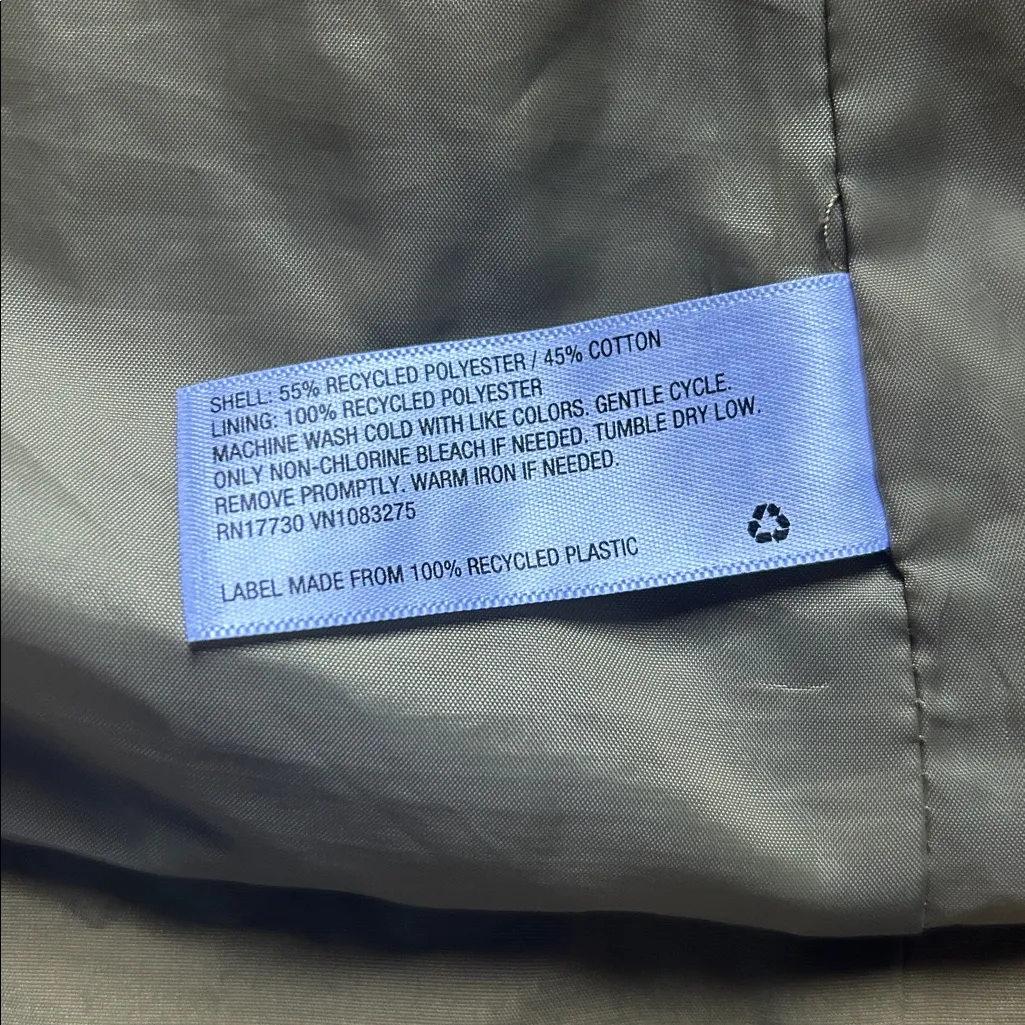 SHELL: 55% RECYCLED POLYESTER / 45% COTTON
LINING: 100% RECYCLED POLYESTER
MACHINE WASH COLD WITH LIKE COLORS. GENTLE CYCLE.
ONLY NON-CHLORINE BLEACH IF NEEDED. TUMBLE DRY LOW.
REMOVE PROMPTLY. WARM IRON IF NEEDED.
RN17730 VN1083275
LABEL MADE FROM 100% RECYCLED PLASTIC